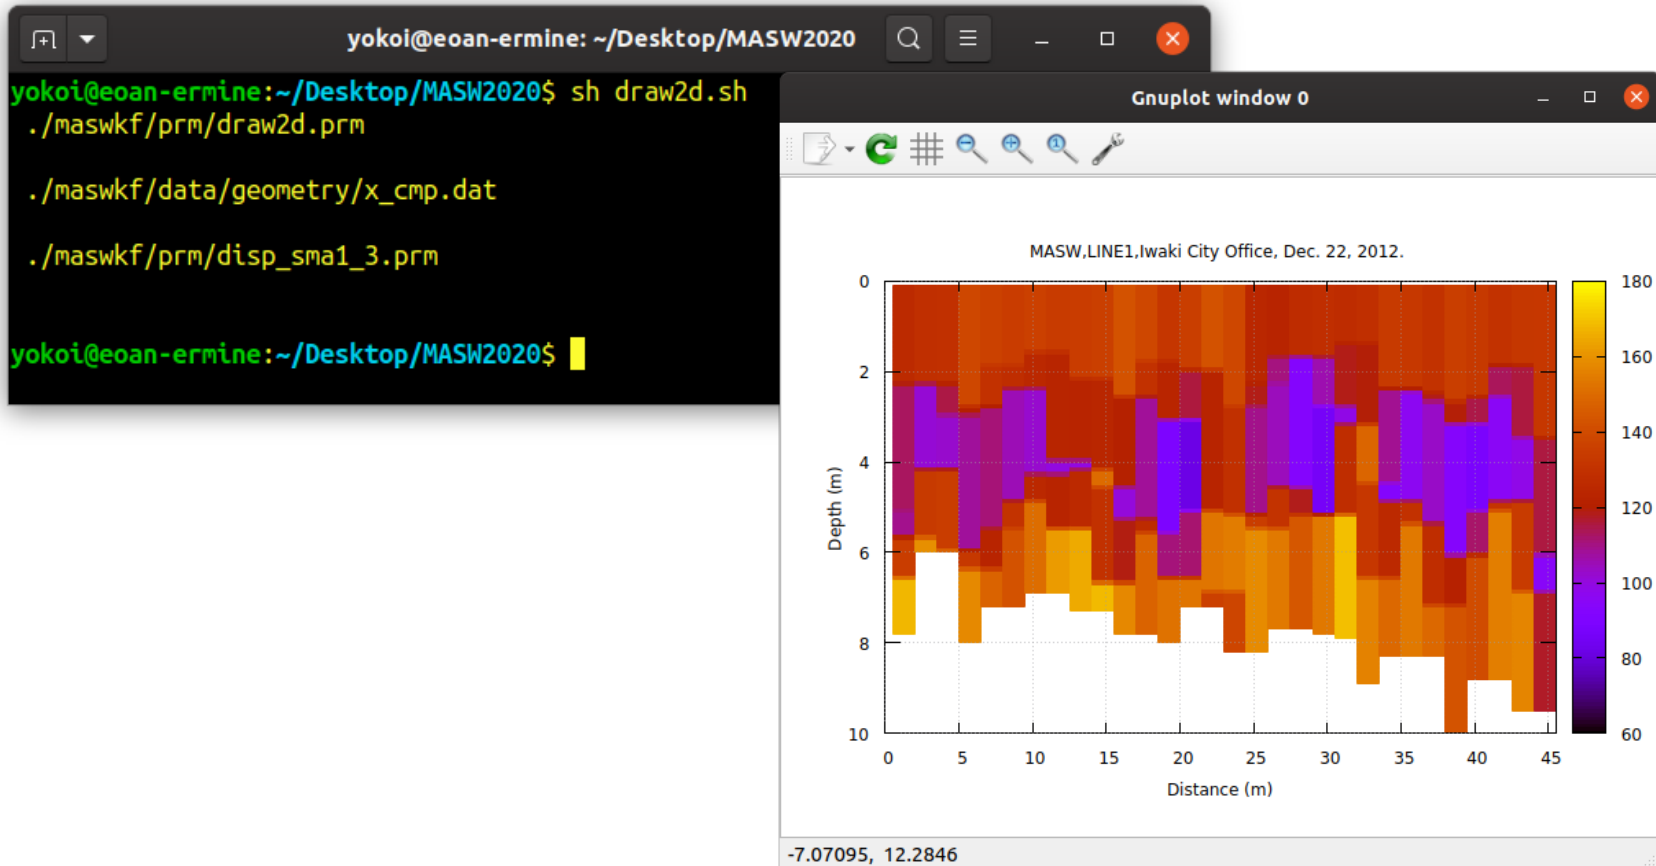 yokoi@eoan-ermine: ~/Desktop/MASW2020
yokoi@eoan-ermine:~/Desktop/MASW2020$ sh draw2d.sh
./maswkf/prm/draw2d.prm
./maswkf/data/geometry/x_cmp.dat
./maswkf/prm/disp_sma1_3.prm
yokoi@eoan-ermine:~/Desktop/MASW2020$
Gnuplot window 0
1
MASW,LINE1,Iwaki City Office, Dec. 22, 2012.
Depth (m)
0
2
4
6
8
10
0 5 10 15 20 25 30 35 40 45
Distance (m)
180
160
140
120
100
80
60
-7.07095, 12.2846